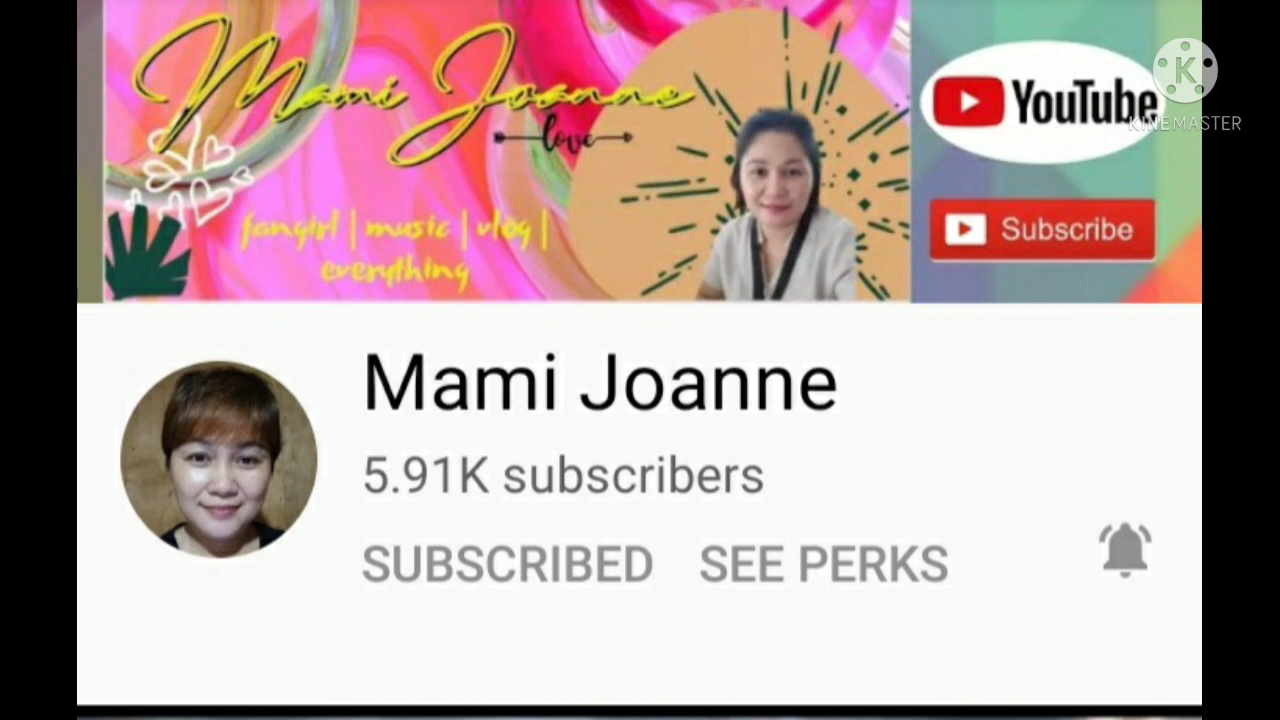 Mami Joanne
love
fangirl | music | vlog |
everything
YouTube
KINEMASTER
Subscribe
Mami Joanne
5.91K subscribers
SUBSCRIBED SEE PERKS